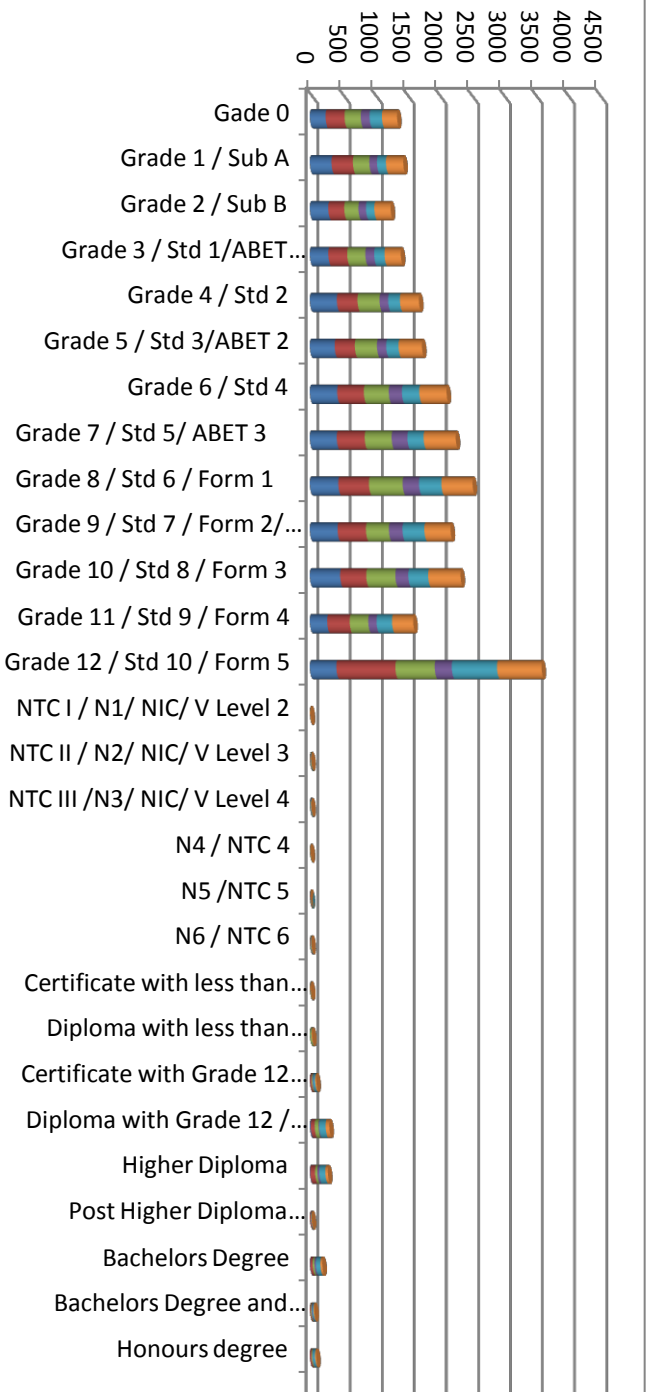 0
500
1000
1500
2000
2500
3000
3500
4000
4500
Gade 0
Grade 1 / Sub A
Grade 2 / Sub B
Grade 3 / Std 1/ABET...
Grade 4 / Std 2
Grade 5 / Std 3/ABET 2
Grade 6 / Std 4
Grade 7 / Std 5/ ABET 3
Grade 8 / Std 6 / Form 1
Grade 9 / Std 7 / Form 2/...
Grade 10 / Std 8 / Form 3
Grade 11 / Std 9 / Form 4
Grade 12 / Std 10 / Form 5
NTC I / N1/ NIC/ V Level 2
NTC II / N2/ NIC/ V Level 3
NTC III /N3/ NIC/ V Level 4
N4 / NTC 4
N5 /NTC 5
N6 / NTC 6
Certificate with less than...
Diploma with less than...
Certificate with Grade 12...
Diploma with Grade 12 /...
Higher Diploma
Post Higher Diploma...
Bachelors Degree
Bachelors Degree and...
Honours degree